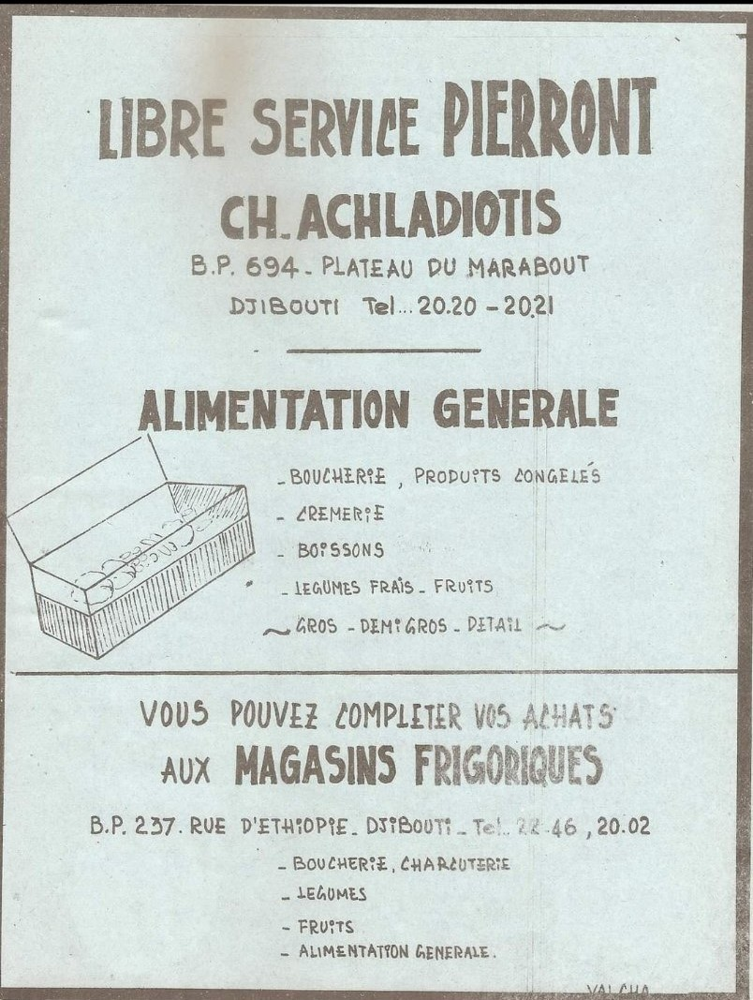 LIBRE SERVICE PIERRONT
CH. ACHLADIOTIS
B.P. 694 - PLATEAU DU MARABOUT
DJIBOUTI Tel... 20.20 - 20.21
ALIMENTATION GENERALE
- BOUCHERIE, PRODUITS CONGELÉS
- CREMERIE
- BOISSONS
- LEGUMES FRAIS - FRUITS
~ GROS - DEMI GROS - DETAIL ~
VOUS POUVEZ COMPLETER VOS ACHATS
AUX MAGASINS FRIGORIQUES
B.P. 237. RUE D'ETHIOPIE - DJIBOUTI - Tel. 22-46, 20.02
- BOUCHERIE, CHARCUTERIE
- LEGUMES
- FRUITS
- ALIMENTATION GENERALE.